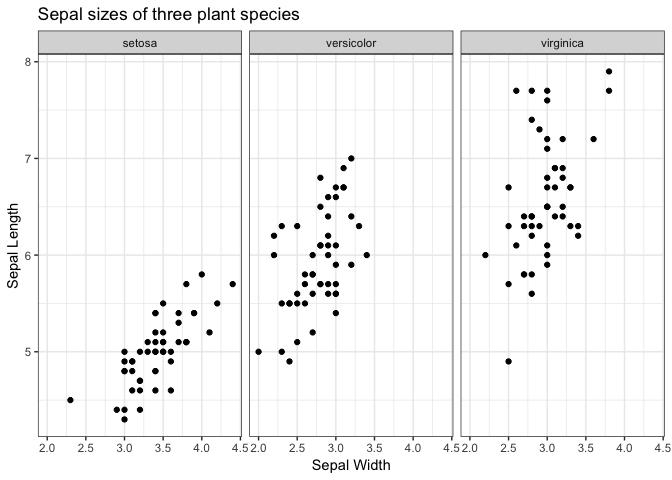 Sepal sizes of three plant species
setosa versicolor virginica
8
7
6
5
Sepal Length
2.0 2.5 3.0 3.5 4.0 4.5 2.0 2.5 3.0 3.5 4.0 4.5 2.0 2.5 3.0 3.5 4.0 4.5
Sepal Width